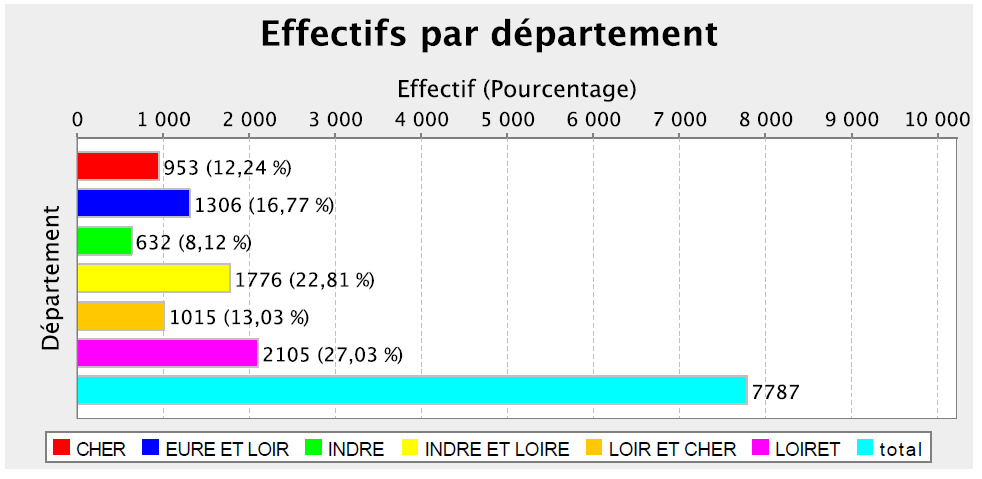 Effectifs par département
Effectif (Pourcentage)
0 1 000 2 000 3 000 4 000 5 000 6 000 7 000 8 000 9 000 10 000
Département
953 (12,24 %)
1306 (16,77 %)
632 (8,12 %)
1776 (22,81 %)
1015 (13,03 %)
2105 (27,03 %)
7787
CHER EURE ET LOIR INDRE INDRE ET LOIRE LOIR ET CHER LOIRET total